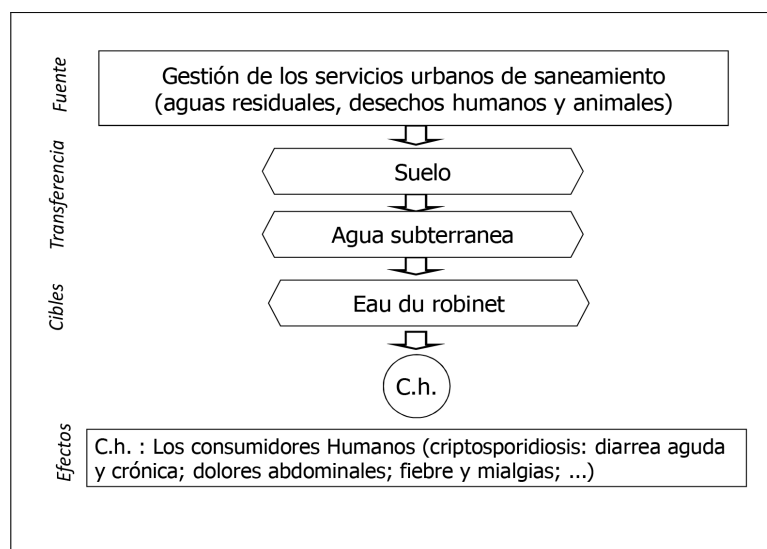 Fuente
Gestión de los servicios urbanos de saneamiento
(aguas residuales, desechos humanos y animales)
Transferencia
Suelo
Agua subterranea
Cibles
Eau du robinet
C.h.
Efectos
C.h. : Los consumidores Humanos (criptosporidiosis: diarrea aguda
y crónica; dolores abdominales; fiebre y mialgias; ...)